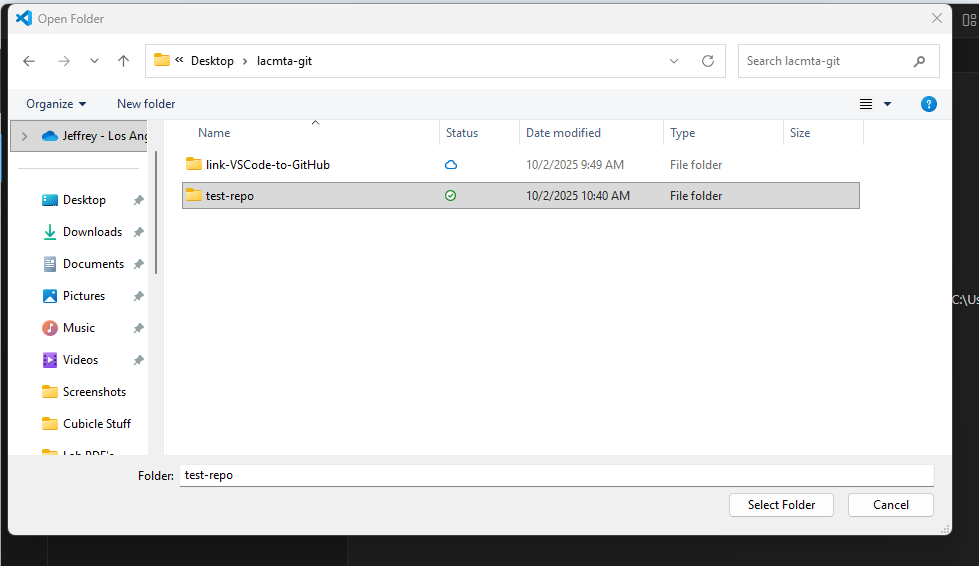 Open Folder
« Desktop > lacmta-git
Search lacmta-git
Organize
New folder
?
Jeffrey - Los Ang
Desktop
Downloads
Documents
Pictures
Music
Videos
Screenshots
Cubicle Stuff
Lab PDF's
Name Status Date modified Type Size
link-VSCode-to-GitHub 10/2/2025 9:49 AM File folder
test-repo 10/2/2025 10:40 AM File folder
C:\Us
Folder: test-repo
Select Folder
Cancel